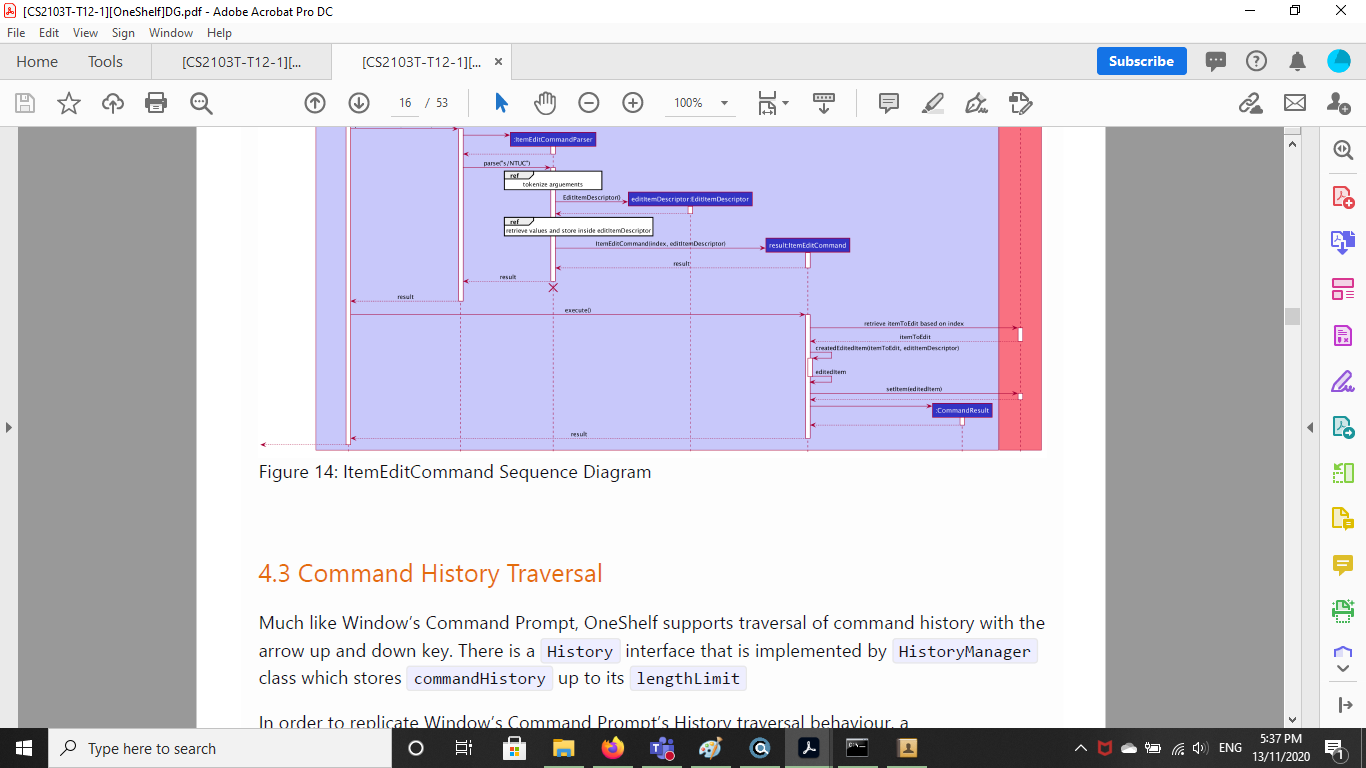 [CS2103T-T12-1][OneShelf]DG.pdf - Adobe Acrobat Pro DC
File Edit View Sign Window Help
Home Tools [CS2103T-T12-1][... [CS2103T-T12-1][... ×
Subscribe
16 / 53 100%
:ItemEditCommandParser
parse("s/NTUC")
ref
tokenize arguements
EditItemDescriptor()
editItemDescriptor:EditItemDescriptor
ref
retrieve values and store inside editItemDescriptor
ItemEditCommand(index, editItemDescriptor)
result:ItemEditCommand
result
result
result
execute()
retrieve itemToEdit based on index
itemToEdit
createdEditedItem(itemToEdit, editItemDescriptor)
editedItem
setItem(editedItem)
:CommandResult
result
Figure 14: ItemEditCommand Sequence Diagram
4.3 Command History Traversal
Much like Window's Command Prompt, OneShelf supports traversal of command history with the
arrow up and down key. There is a History interface that is implemented by HistoryManager
class which stores commandHistory up to its lengthLimit
In order to replicate Window's Command Prompt's History traversal behaviour, a
Type here to search
ENG
5:37 PM
13/11/2020
1